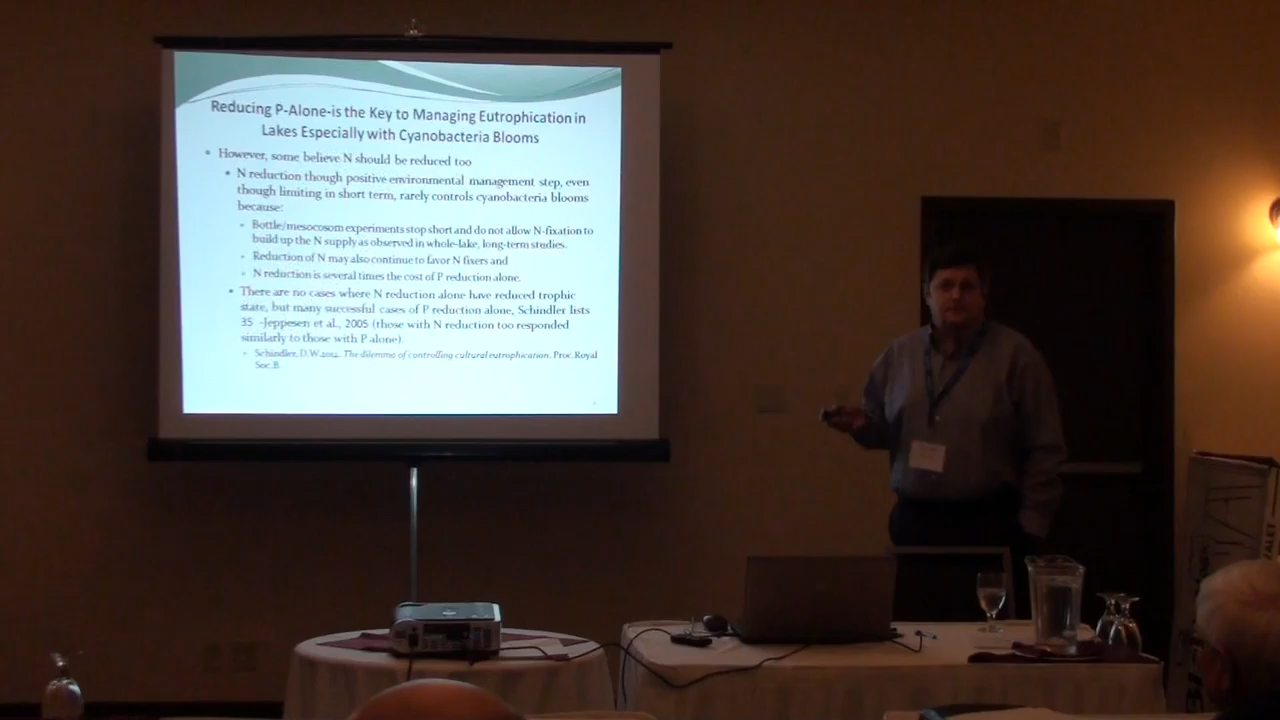 Reducing P-Alone-is the Key to Managing Eutrophication in
Lakes Especially with Cyanobacteria Blooms
However, some believe N should be reduced too
N reduction though positive environmental management step, even
though limiting in short term, rarely controls cyanobacteria blooms
because:
Bottle/mesocosom experiments stop short and do not allow N-fixation to
build up the N supply as observed in whole-lake, long-term studies.
Reduction of N may also continue to favor N fixers and
N reduction is several times the cost of P reduction alone.
There are no cases where N reduction alone have reduced trophic
state, but many successful cases of P reduction alone, Schindler lists
35 -Jeppesen et al., 2005 (those with N reduction too responded
similarly to those with P alone).
Schindler, D.W.2012. The dilemma of controlling cultural eutrophication. Proc. Royal
Soc. B.